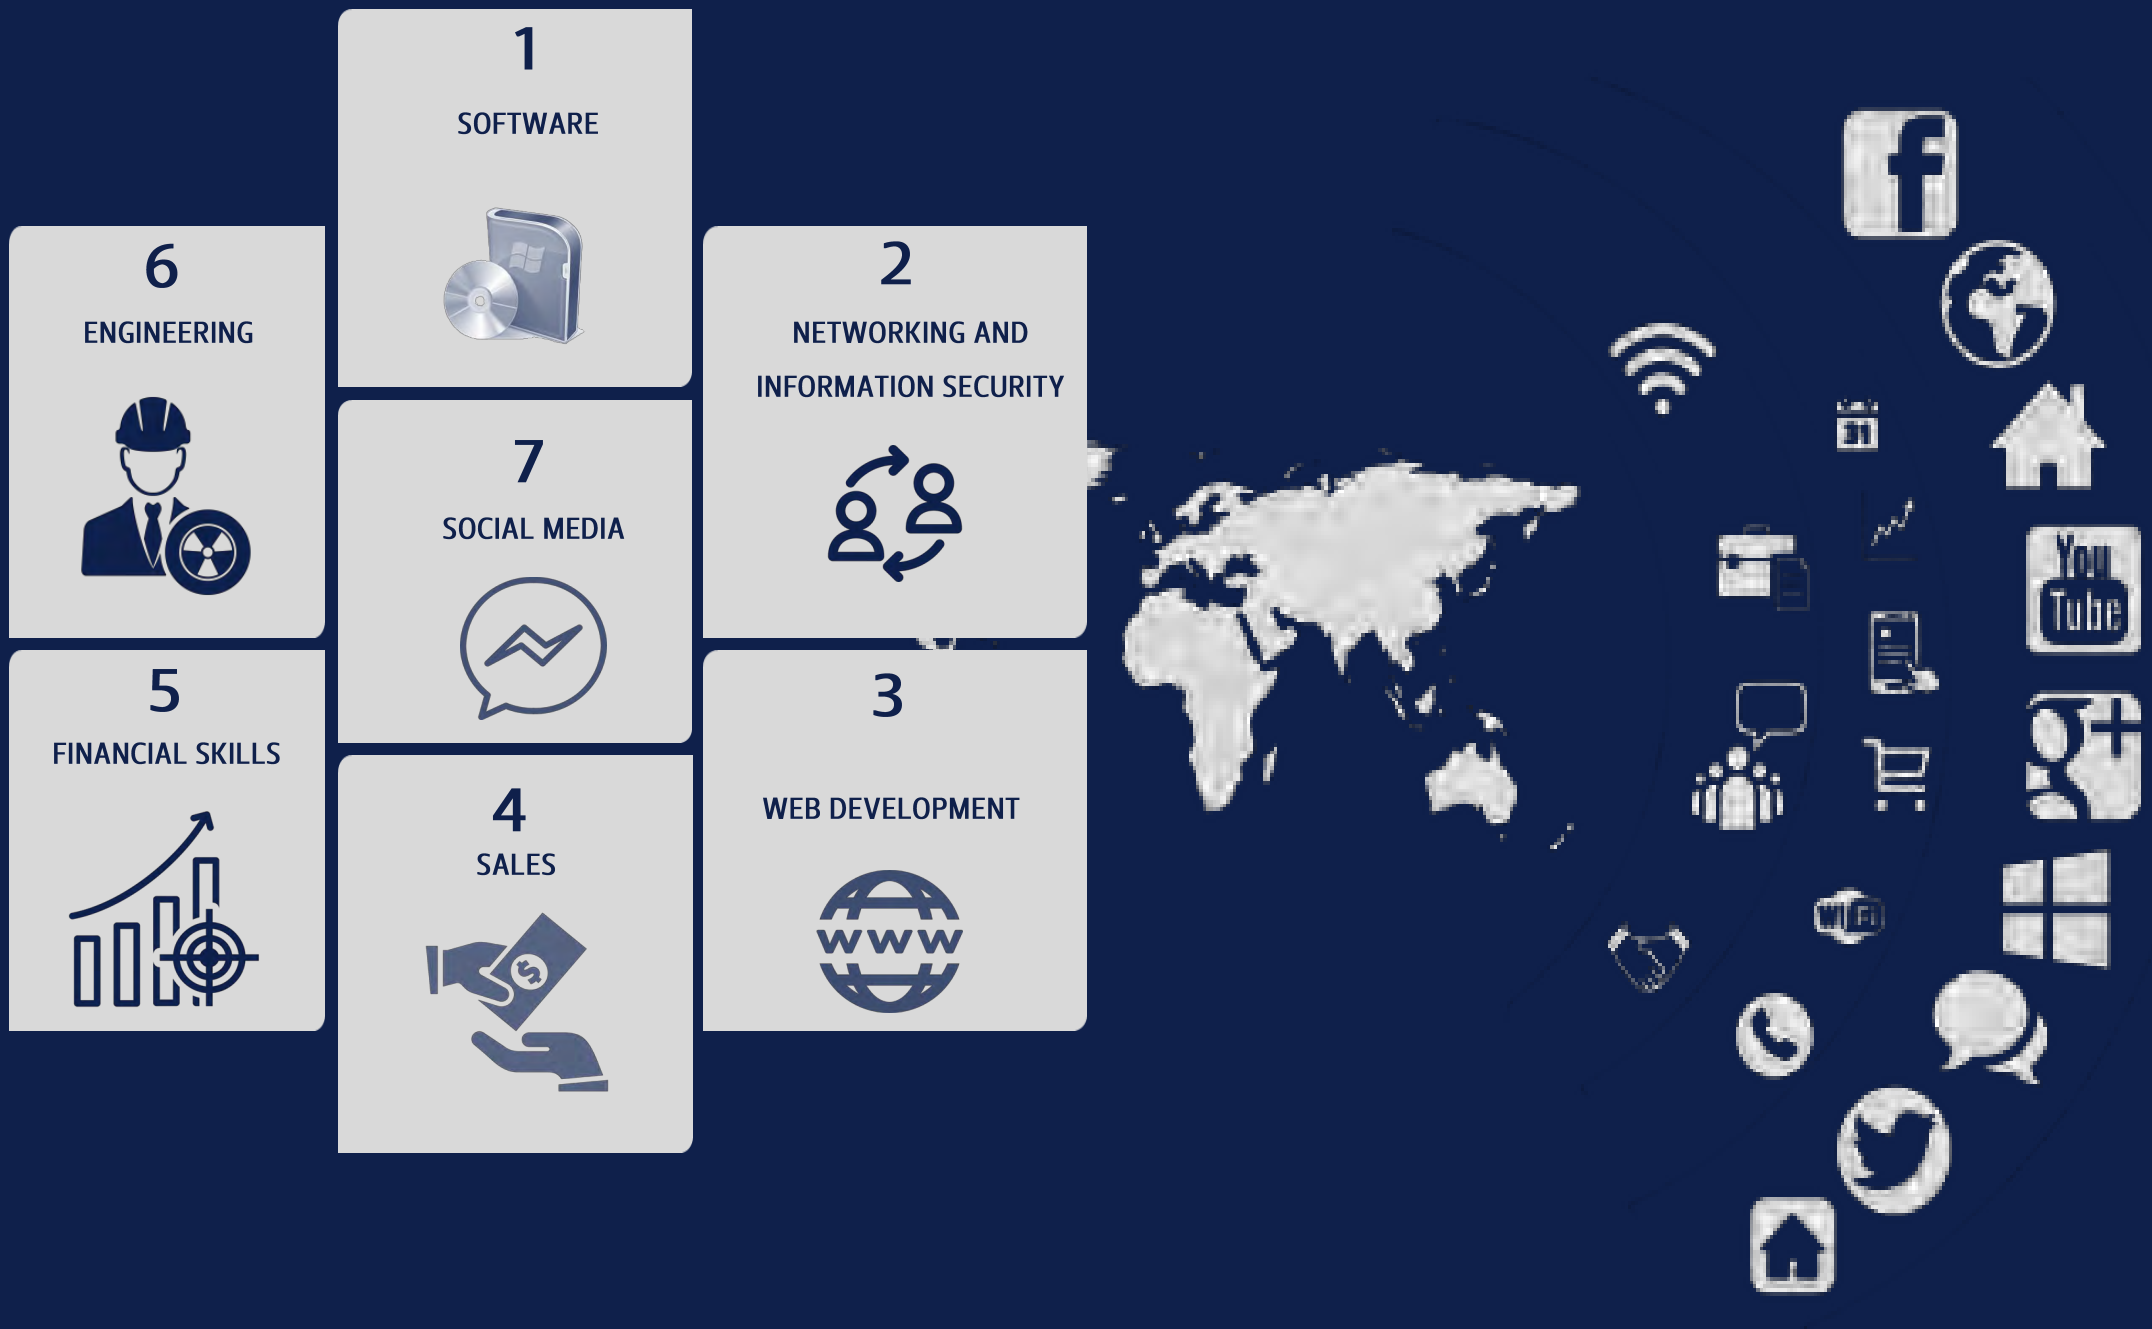 1
SOFTWARE
6
ENGINEERING
2
NETWORKING AND
INFORMATION SECURITY
7
SOCIAL MEDIA
5
FINANCIAL SKILLS
3
WEB DEVELOPMENT
WWW
4
SALES
$
f
31
You
Tube
+
WiFi